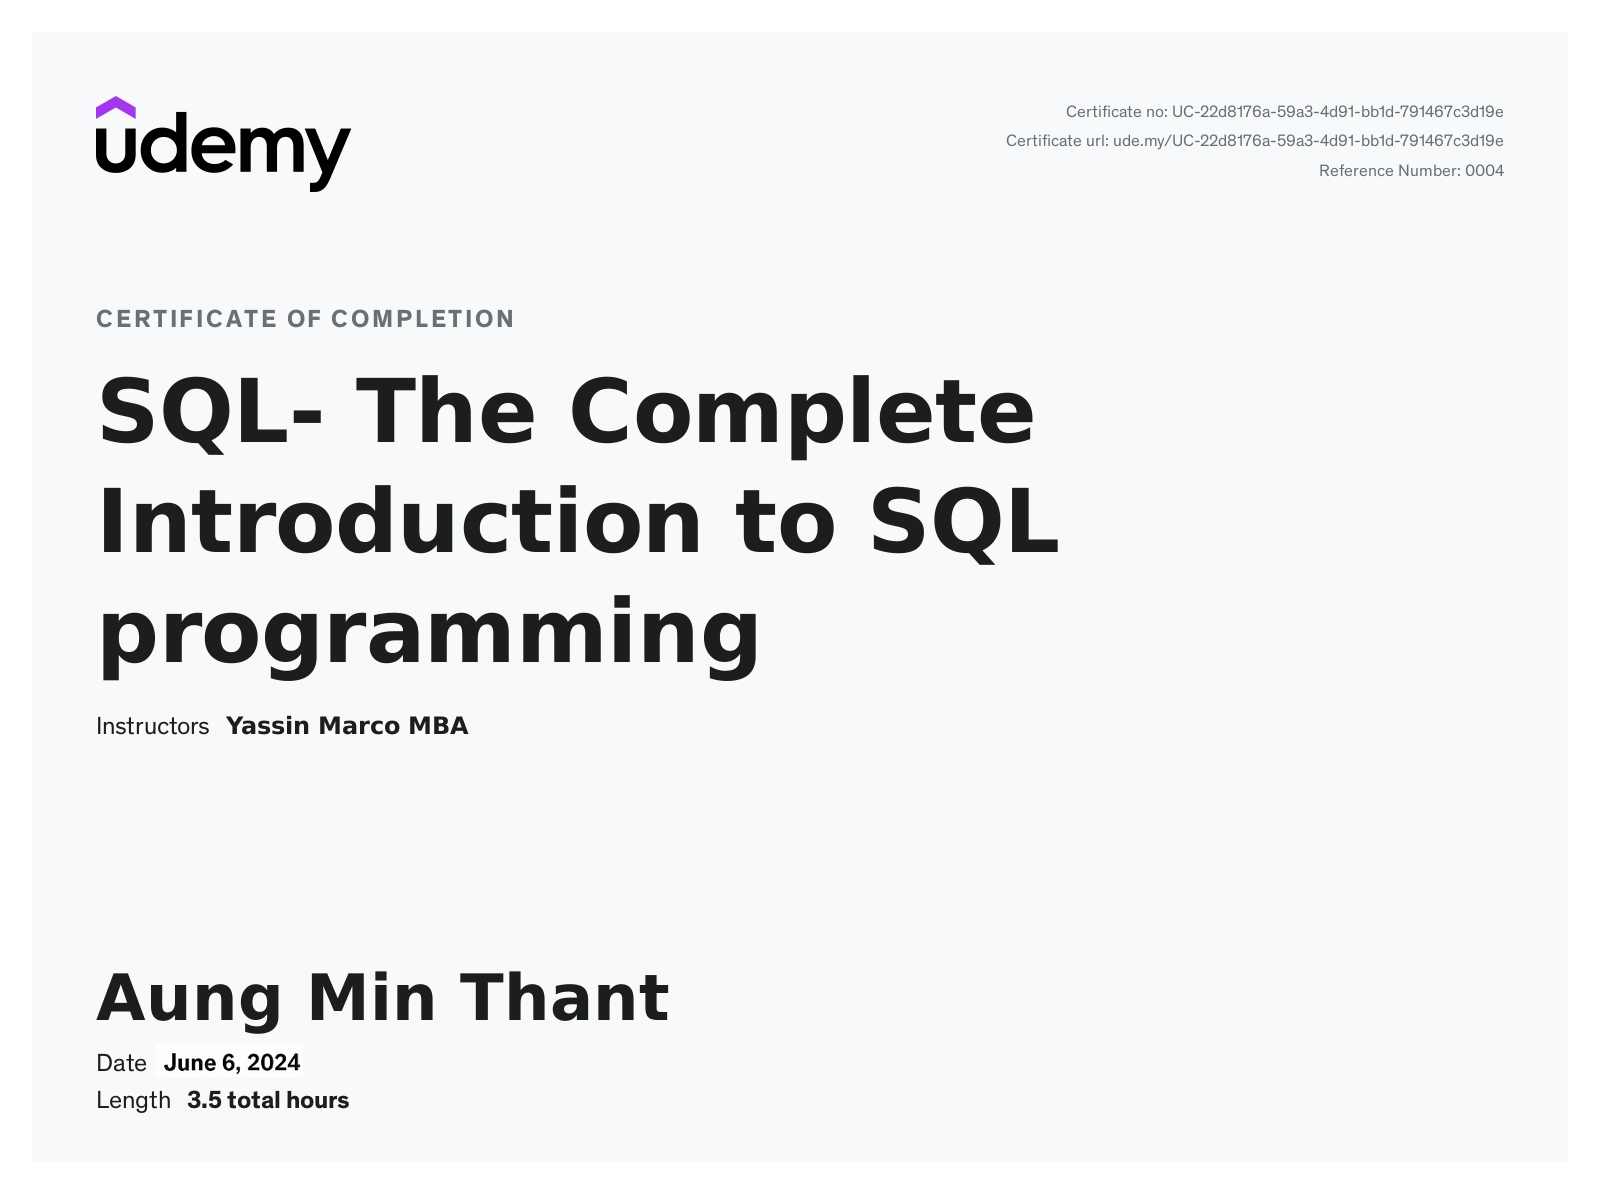 udemy
Certificate no: UC-22d8176a-59a3-4d91-bb1d-791467c3d19e
Certificate url: ude.my/UC-22d8176a-59a3-4d91-bb1d-791467c3d19e
Reference Number: 0004
CERTIFICATE OF COMPLETION
SQL- The Complete
Introduction to SQL
programming
Instructors Yassin Marco MBA
Aung Min Thant
Date June 6, 2024
Length 3.5 total hours